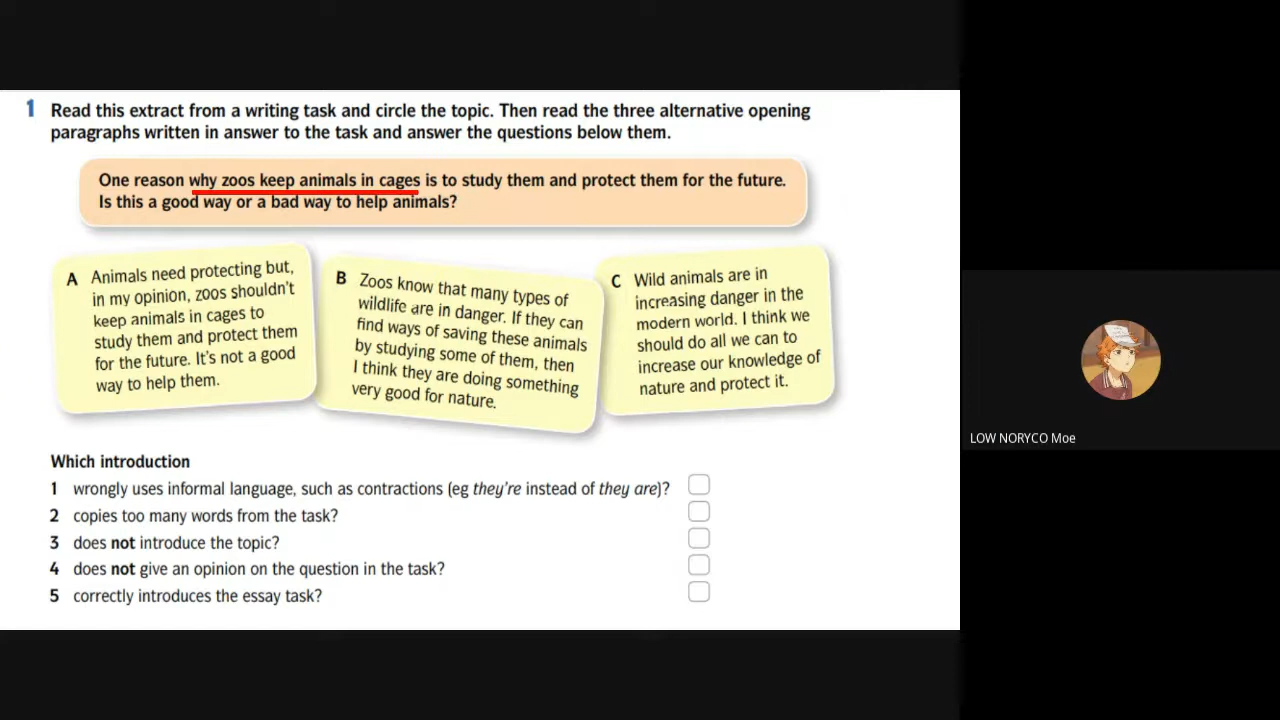 1 Read this extract from a writing task and circle the topic. Then read the three alternative opening
paragraphs written in answer to the task and answer the questions below them.
One reason why zoos keep animals in cages is to study them and protect them for the future.
Is this a good way or a bad way to help animals?
A Animals need protecting but,
in my opinion, zoos shouldn't
keep animals in cages to
study them and protect them
for the future. It's not a good
way to help them.
B Zoos know that many types of
wildlife are in danger. If they can
find ways of saving these animals
by studying some of them, then
I think they are doing something
very good for nature.
C Wild animals are in
increasing danger in the
modern world. I think we
should do all we can to
increase our knowledge of
nature and protect it.
LOW NORYCO Moe
Which introduction
1 wrongly uses informal language, such as contractions (eg they're instead of they are)?
2 copies too many words from the task?
3 does not introduce the topic?
4 does not give an opinion on the question in the task?
5 correctly introduces the essay task?